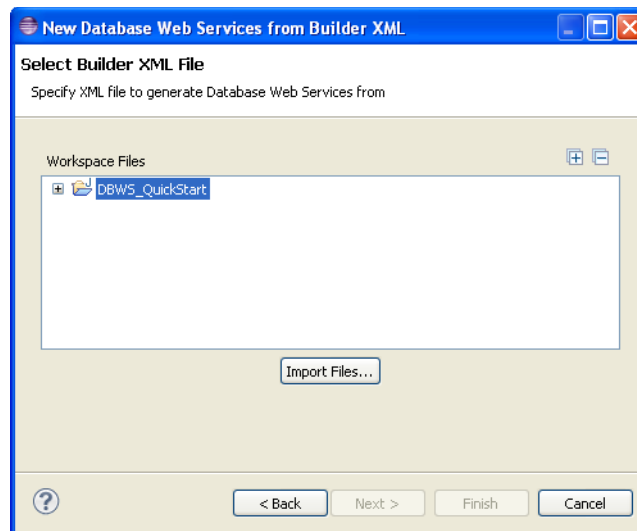 New Database Web Services from Builder XML
Select Builder XML File
Specify XML file to generate Database Web Services from
Workspace Files
DBWS_QuickStart
Import Files...
?
< Back
Next >
Finish
Cancel